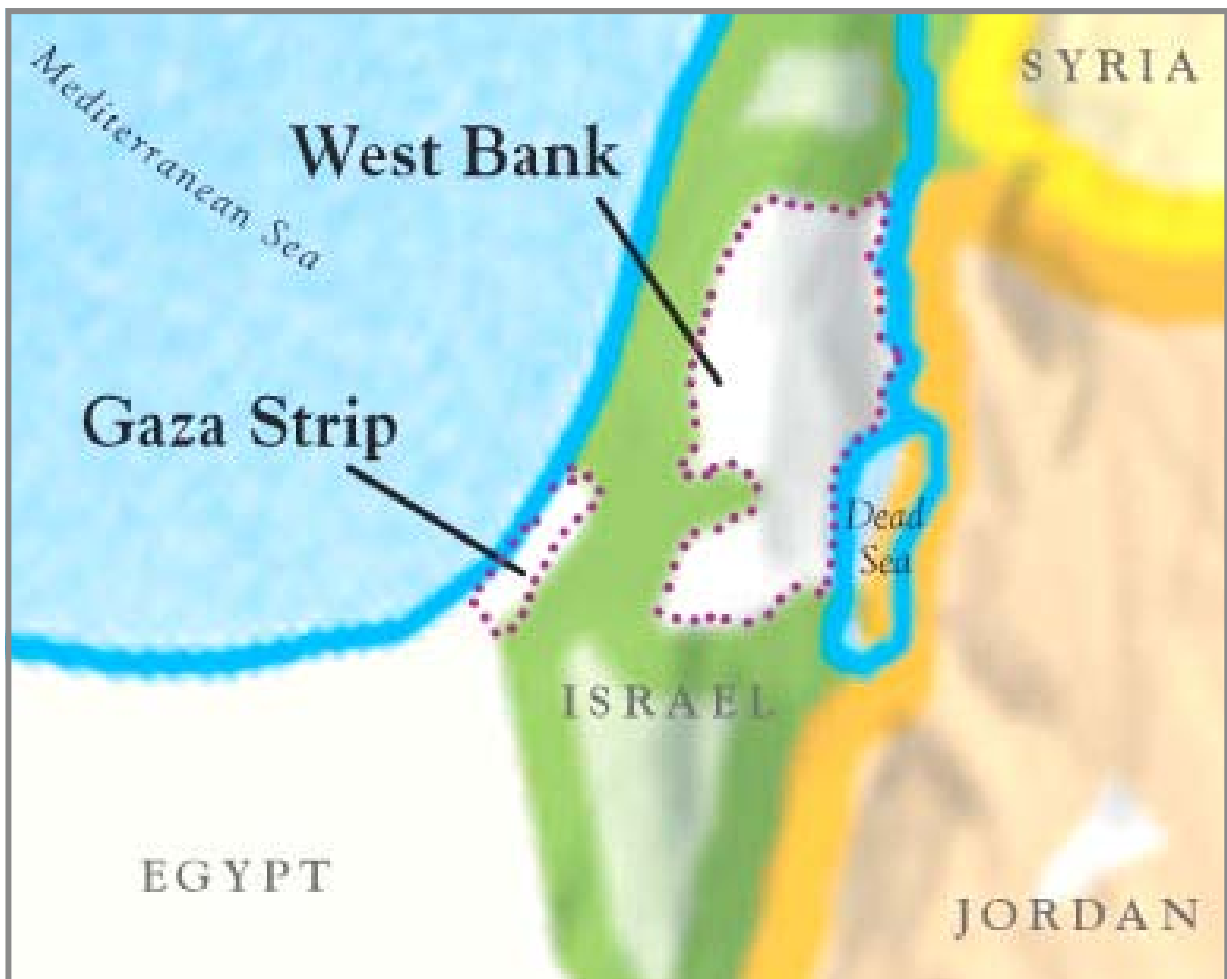 SYRIA
Mediterranean Sea
West Bank
Gaza Strip
Dead
Sea
ISRAEL
EGYPT
JORDAN